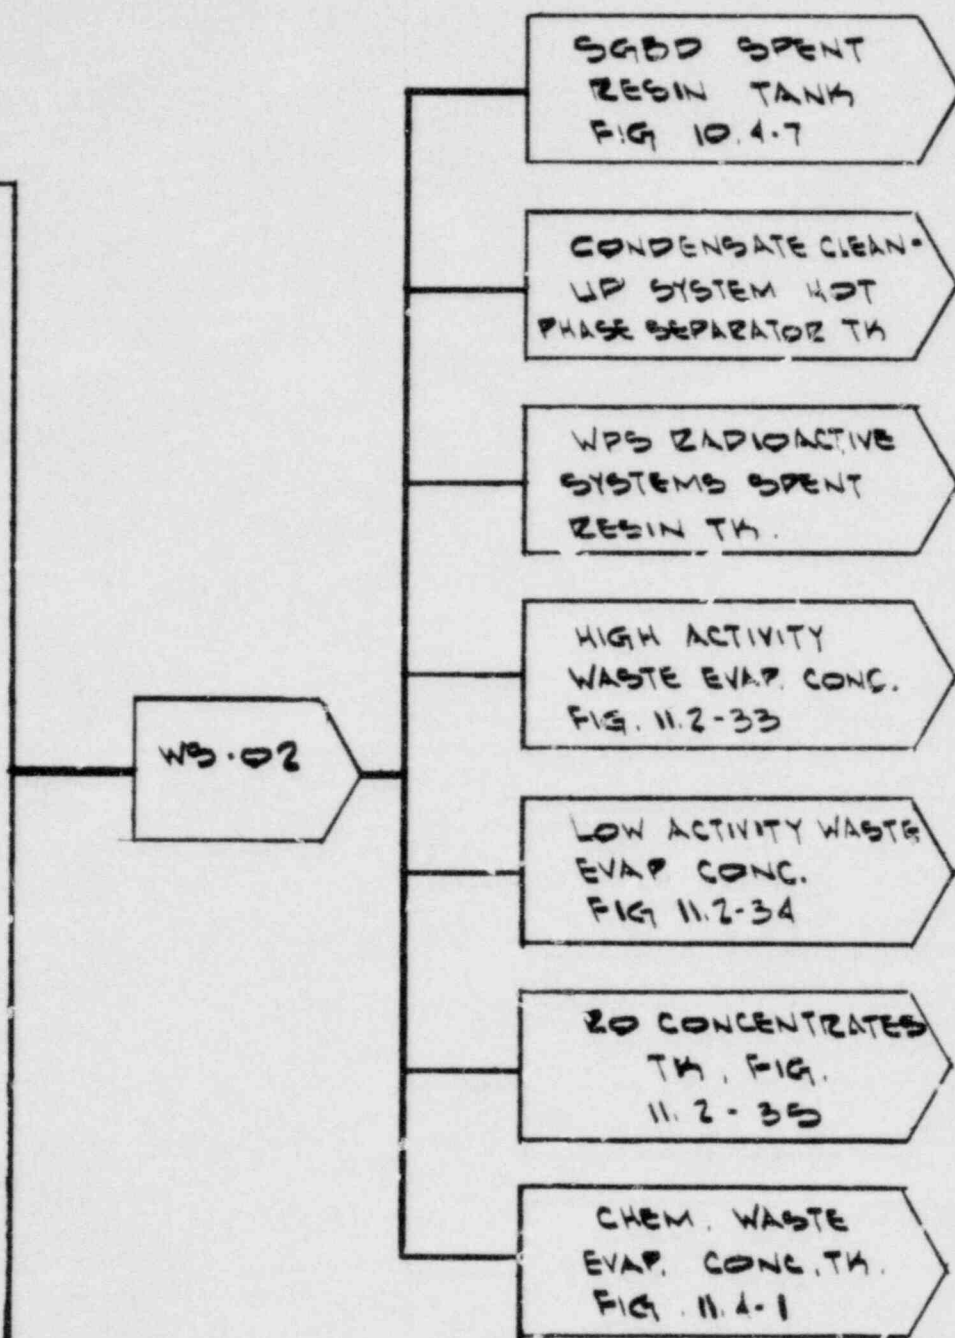 SGBD SPENT
RESIN TANK
FIG 10.4-7
CONDENSATE CLEAN-
UP SYSTEM HOT
PHASE SEPARATOR TK
WPS RADIOACTIVE
SYSTEMS SPENT
RESIN TK.
HIGH ACTIVITY
WASTE EVAP. CONC.
FIG. 11.2-33
WS-02
LOW ACTIVITY WASTE
EVAP CONC.
FIG 11.2-34
RO CONCENTRATES
TK. FIG.
11.2-35
CHEM. WASTE
EVAP. CONC. TK.
FIG. 11.4-1